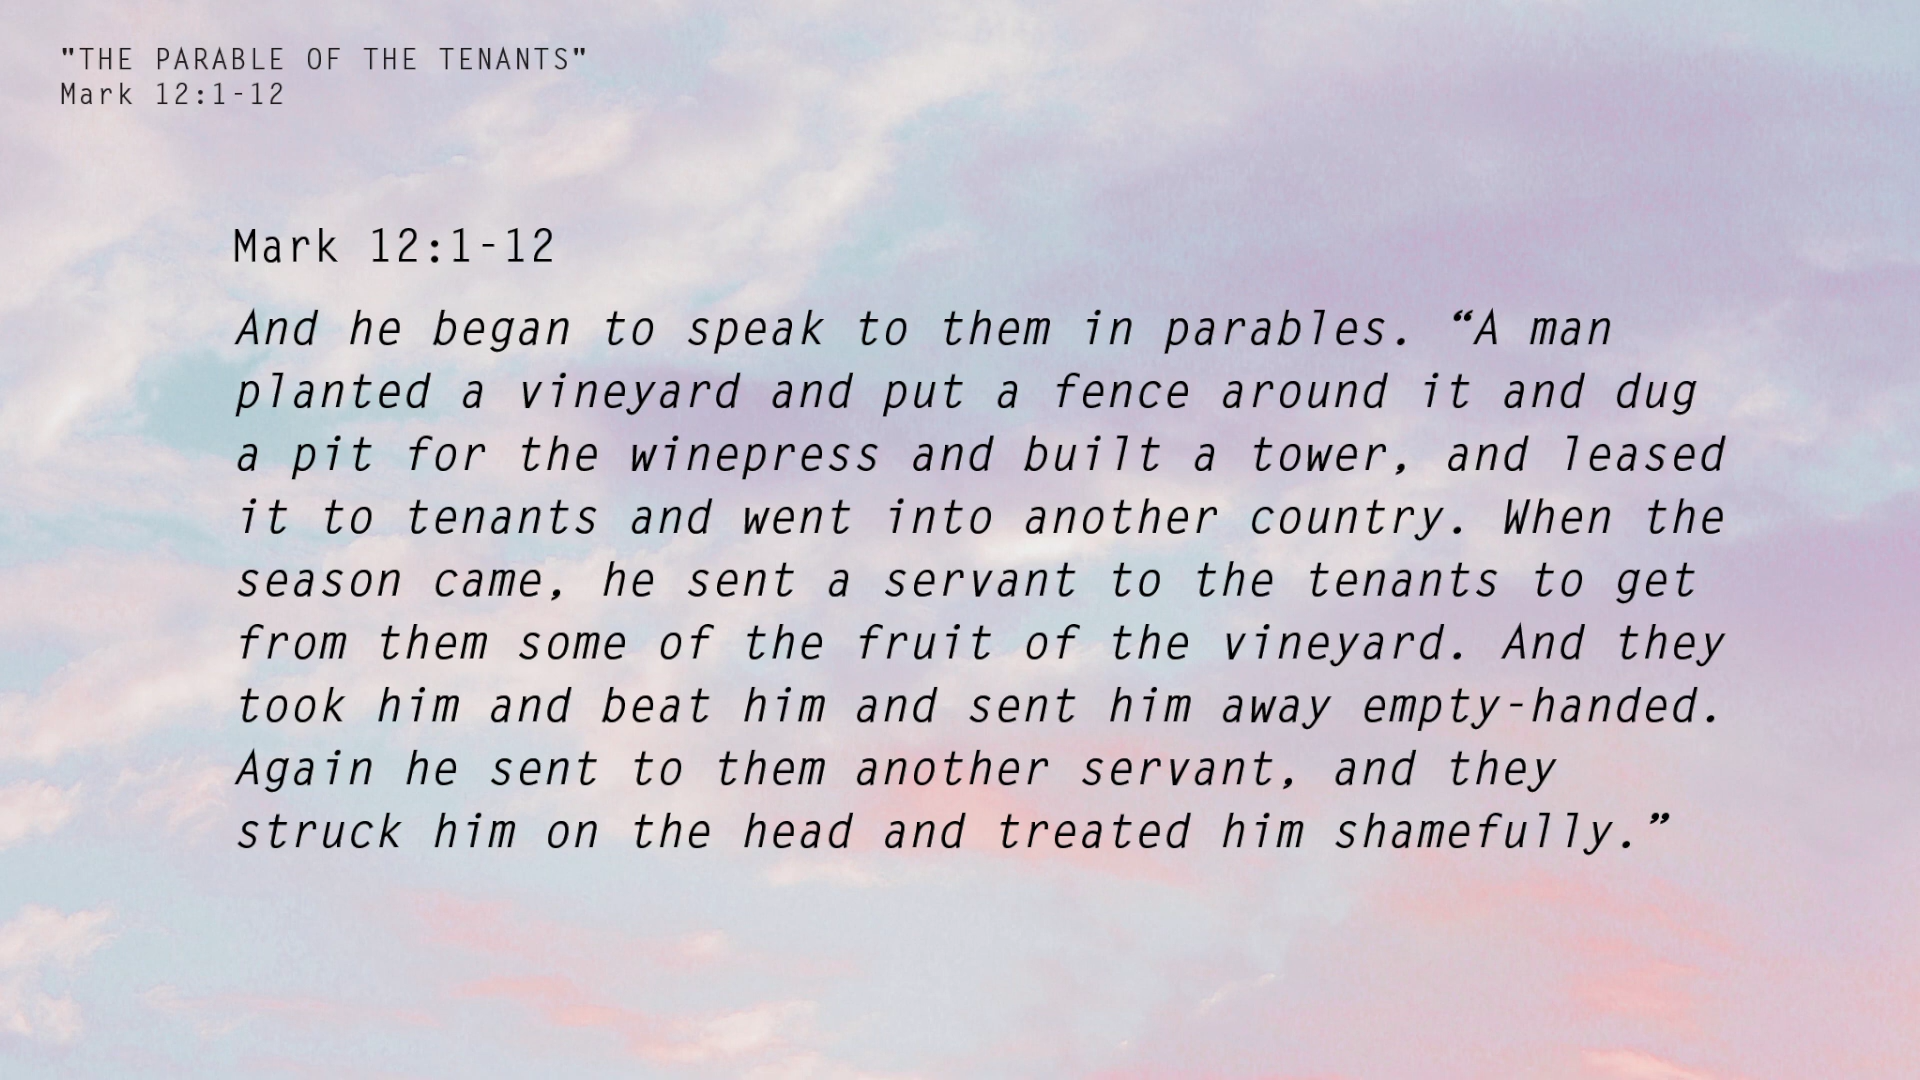 "THE PARABLE OF THE TENANTS"
Mark 12:1-12
Mark 12:1-12
And he began to speak to them in parables. “A man
planted a vineyard and put a fence around it and dug
a pit for the winepress and built a tower, and leased
it to tenants and went into another country. When the
season came, he sent a servant to the tenants to get
from them some of the fruit of the vineyard. And they
took him and beat him and sent him away empty-handed.
Again he sent to them another servant, and they
struck him on the head and treated him shamefully.”